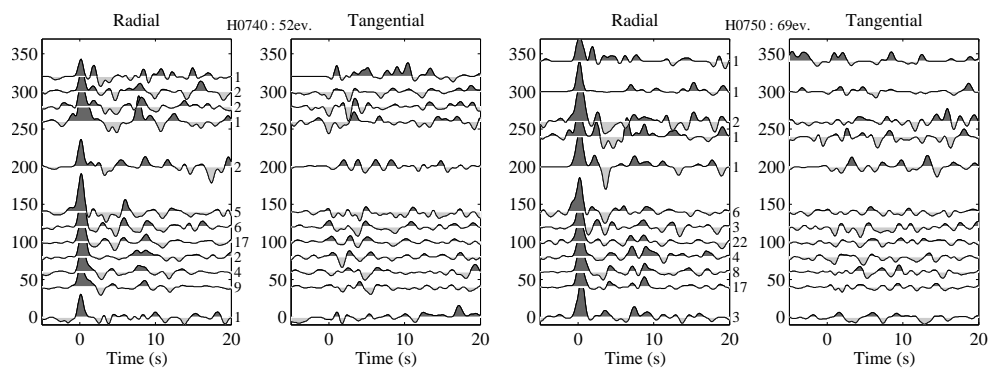 Radial H0740 : 52ev. Tangential Radial H0750 : 69ev. Tangential
350 350
1 1
300 2 300 1
2 2
250 1 250 1
200 2 200 1
150 150
5 6
6 3
100 17 100 22
2 4
50 4 50 8
9 17
0 1 0 3
0 10 20 0 10 20 0 10 20 0 10 20
Time (s) Time (s) Time (s) Time (s)